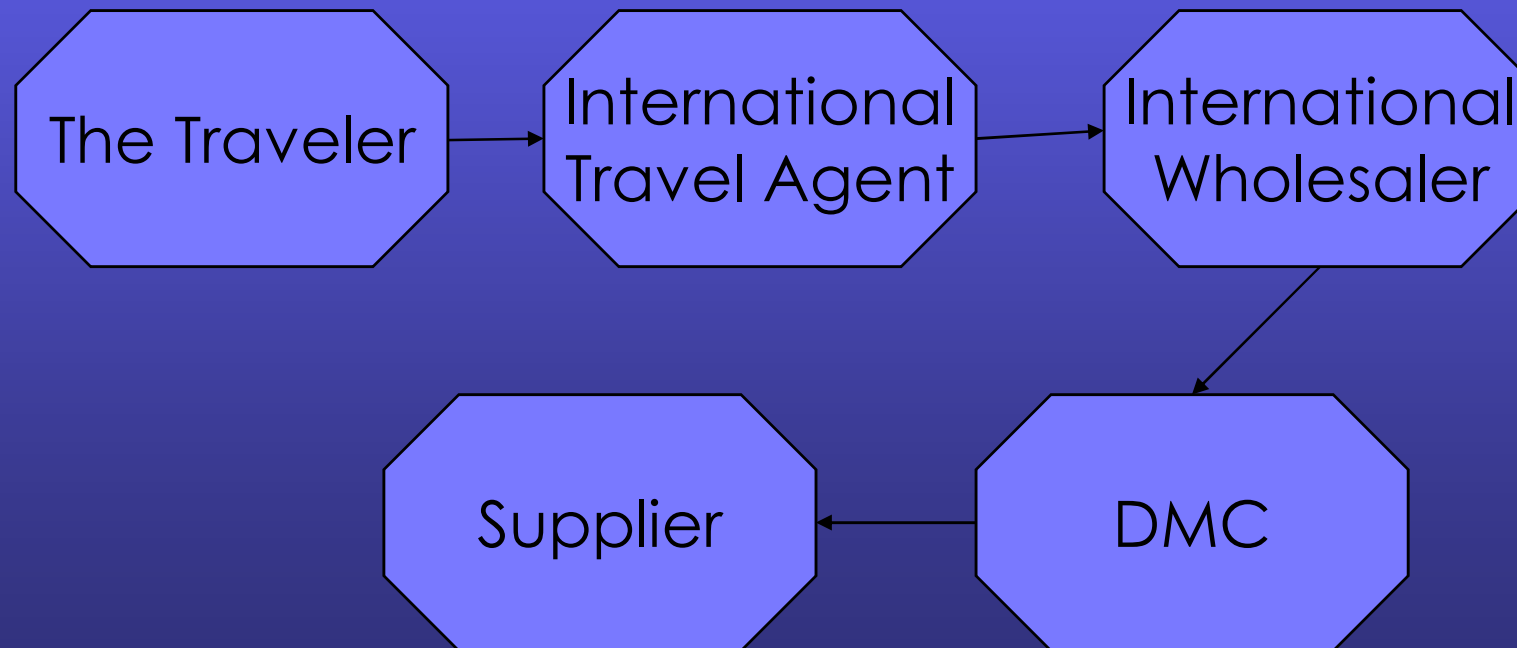 The Traveler
International
Travel Agent
International
Wholesaler
DMC
Supplier